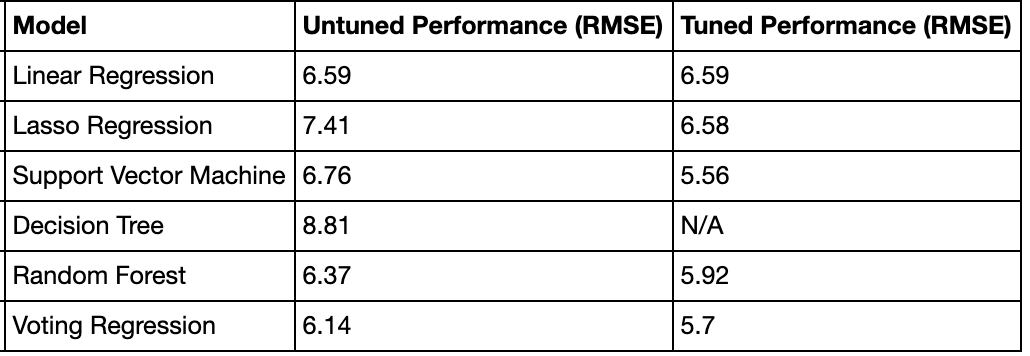 Model Untuned Performance (RMSE) Tuned Performance (RMSE)
Linear Regression 6.59 6.59
Lasso Regression 7.41 6.58
Support Vector Machine 6.76 5.56
Decision Tree 8.81 N/A
Random Forest 6.37 5.92
Voting Regression 6.14 5.7